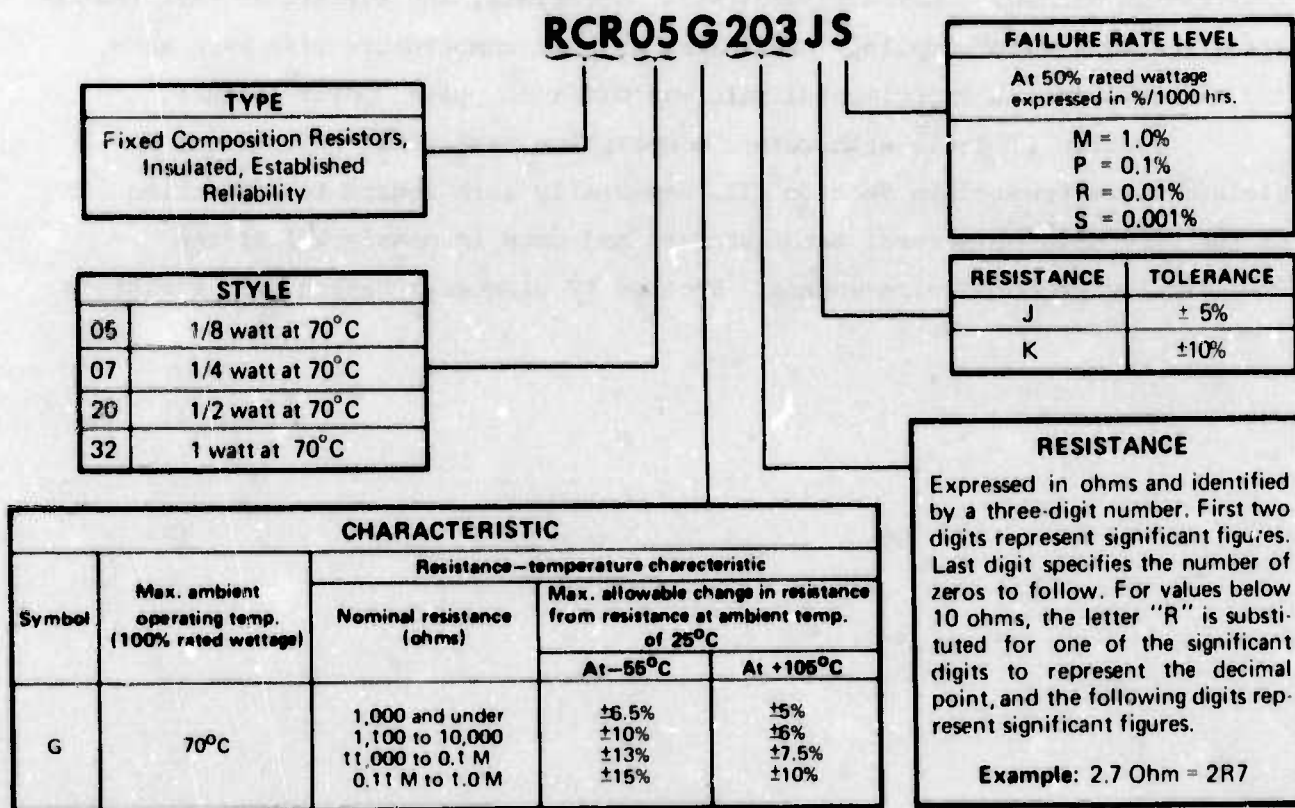 RCR05G203JS
TYPE
Fixed Composition Resistors,
Insulated, Established
Reliability
FAILURE RATE LEVEL
At 50% rated wattage
expressed in %/1000 hrs.
M = 1.0%
P = 0.1%
R = 0.01%
S = 0.001%
STYLE
05 1/8 watt at 70°C
07 1/4 watt at 70°C
20 1/2 watt at 70°C
32 1 watt at 70°C
RESISTANCE TOLERANCE
J ± 5%
K ±10%
RESISTANCE
Expressed in ohms and identified
by a three-digit number. First two
digits represent significant figures.
Last digit specifies the number of
zeros to follow. For values below
10 ohms, the letter "R" is substi-
tuted for one of the significant
digits to represent the decimal
point, and the following digits rep-
resent significant figures.
Example: 2.7 Ohm = 2R7
CHARACTERISTIC
Symbol
Max. ambient
operating temp.
(100% rated wattage)
Resistance–temperature characteristic
Nominal resistance
(ohms)
Max. allowable change in resistance
from resistance at ambient temp.
of 25°C
At–55°C At +105°C
G 70°C
1,000 and under ±6.5% ±5%
1,100 to 10,000 ±10% ±6%
11,000 to 0.1 M ±13% ±7.5%
0.11 M to 1.0 M ±15% ±10%